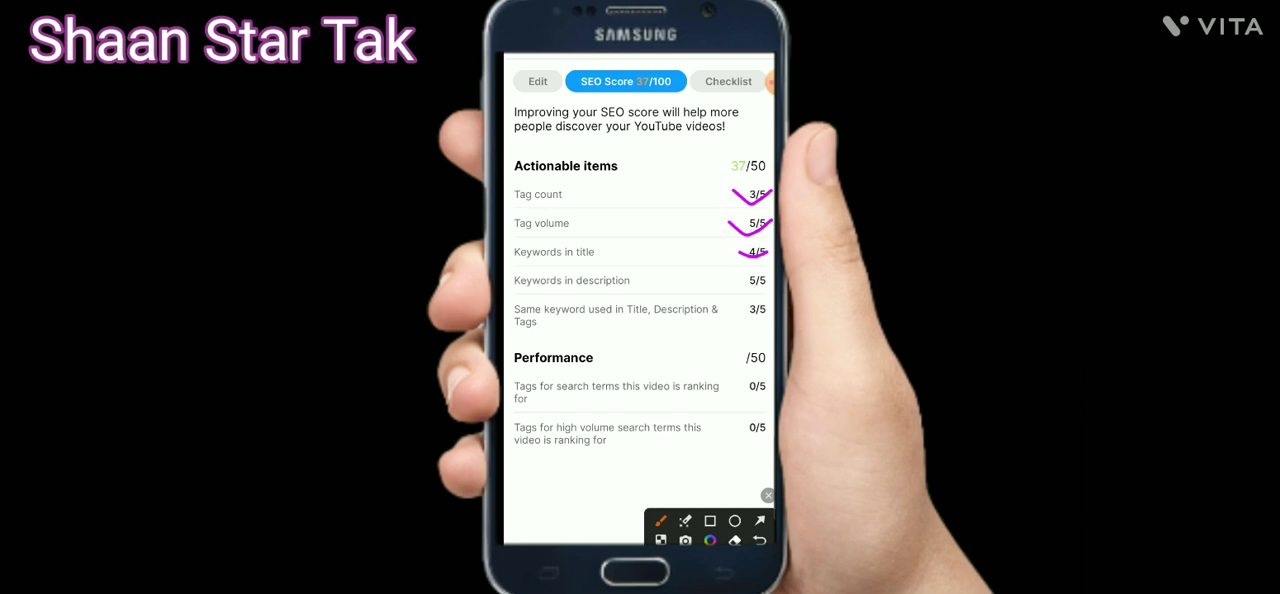 Shaan Star Tak
VITA
SAMSUNG
Edit
SEO Score 37/100
Checklist
Improving your SEO score will help more
people discover your YouTube videos!
Actionable items 37/50
Tag count 3/5
Tag volume 5/5
Keywords in title 4/5
Keywords in description 5/5
Same keyword used in Title, Description & 3/5
Tags
Performance /50
Tags for search terms this video is ranking 0/5
for
Tags for high volume search terms this 0/5
video is ranking for